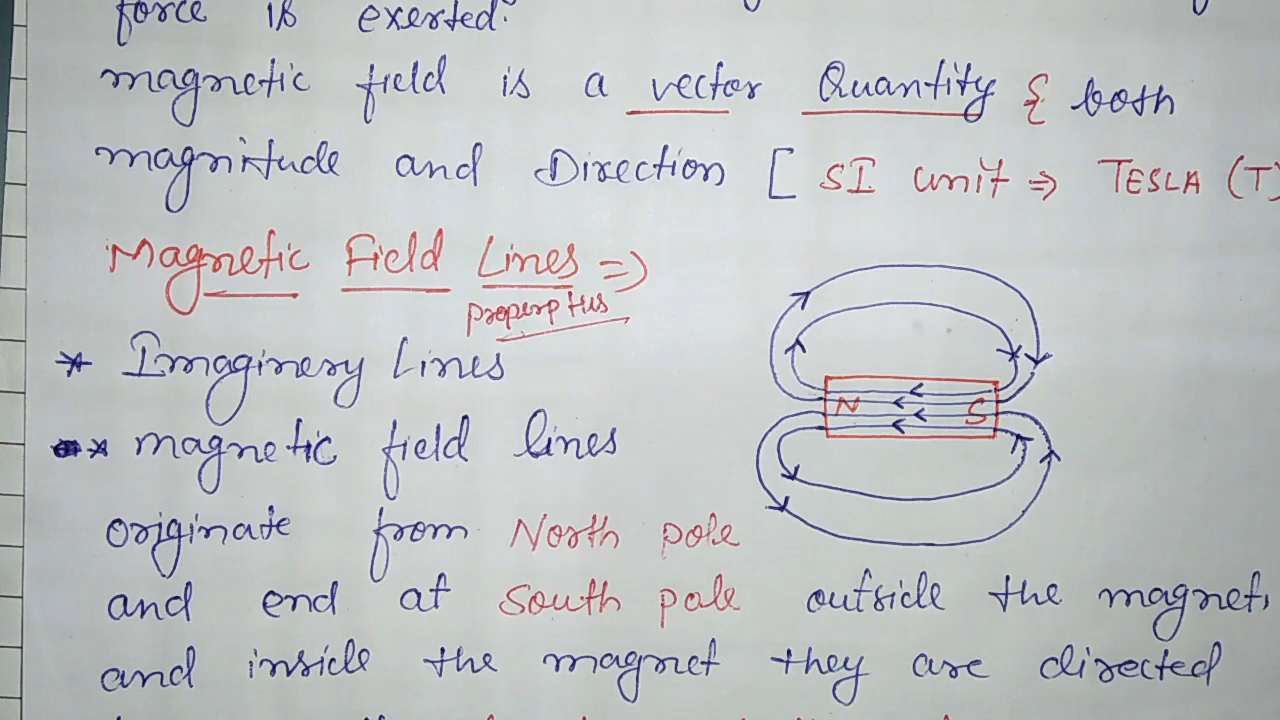 force is exerted.
magnetic field is a vector Quantity & both
magnitude and Direction [SI unit ⇒ TESLA (T)
Magnetic Field Lines ⇒
* Imaginery Lines
* magnetic field lines
N S
originate from North pole
and end at South pole outside the magnet,
and inside the magnet they are directed